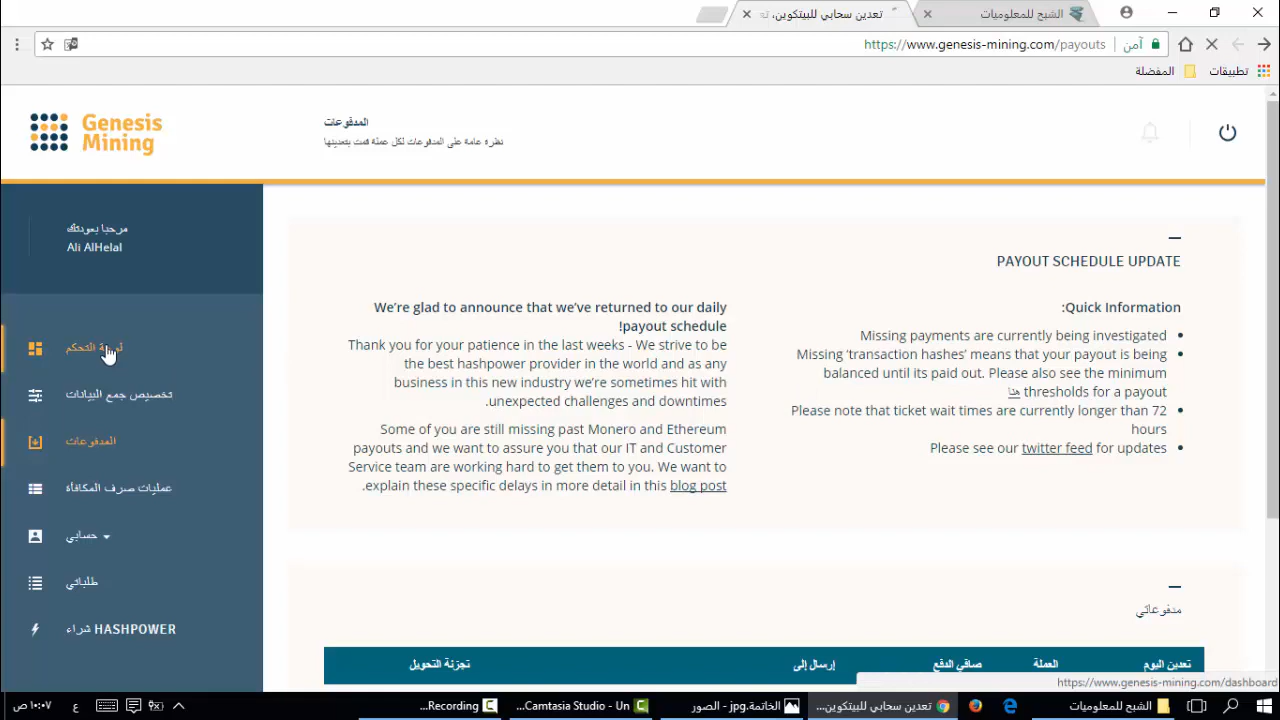 الشيخ للمعلوميات
تعدين سحابي للبيتكوين، تح
https://www.genesis-mining.com/payouts
آمن
تطبيقات
المفضلة
Genesis
Mining
المدفوعات
نظرة عامة على المدفوعات لكل عملة قمت بتعدينها
مرحبا بعودتك
Ali AlHelal
لوحة التحكم
تخصيص جمع البيانات
المدفوعات
عمليات صرف المكافأة
حسابي
طلباتي
شراء HASHPOWER
PAYOUT SCHEDULE UPDATE
Quick Information:
Missing payments are currently being investigated
Missing 'transaction hashes' means that your payout is being
balanced until its paid out. Please also see the minimum
thresholds for a payout هنا
Please note that ticket wait times are currently longer than 72
hours
Please see our twitter feed for updates
We're glad to announce that we've returned to our daily
payout schedule!
Thank you for your patience in the last weeks - We strive to be
the best hashpower provider in the world and as any
business in this new industry we're sometimes hit with
unexpected challenges and downtimes.
Some of you are still missing past Monero and Ethereum
payouts and we want to assure you that our IT and Customer
Service team are working hard to get them to you. We want to
explain these specific delays in more detail in this blog post.
مدفوعاتي
تعدين اليوم
العملة
صافي الدفع
إرسال إلى
تجزئة التحويل
https://www.genesis-mining.com/dashboard
الشيخ للمعلوميات
تعدين سحابي للبيتكوين...
الخاتمة.jpg - الصور
Camtasia Studio - Un...
Recording...
ع
١٠:٠٧ ص